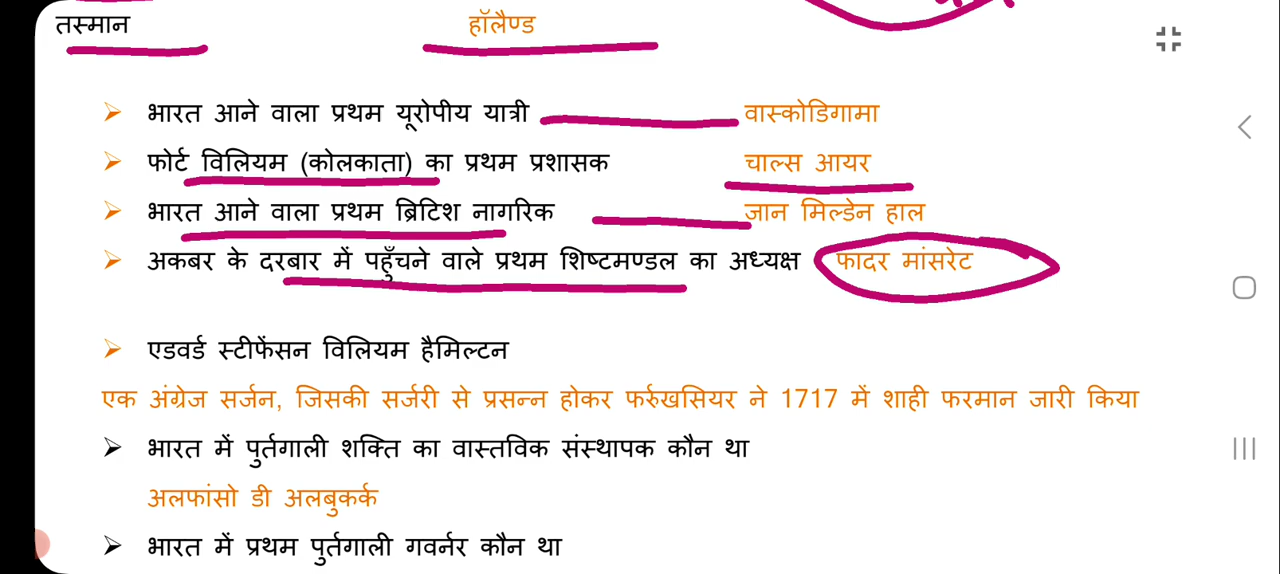 तस्मान हॉलैण्ड
➢ भारत आने वाला प्रथम यूरोपीय यात्री वास्कोडिगामा
➢ फोर्ट विलियम (कोलकाता) का प्रथम प्रशासक चाल्स आयर
➢ भारत आने वाला प्रथम ब्रिटिश नागरिक जान मिल्डेन हाल
➢ अकबर के दरबार में पहुँचने वाले प्रथम शिष्टमण्डल का अध्यक्ष फादर मांसरेट
➢ एडवर्ड स्टीफेंसन विलियम हैमिल्टन
एक अंग्रेज सर्जन, जिसकी सर्जरी से प्रसन्न होकर फर्रुखसियर ने 1717 में शाही फरमान जारी किया
➢ भारत में पुर्तगाली शक्ति का वास्तविक संस्थापक कौन था
अलफांसो डी अलबुकर्क
➢ भारत में प्रथम पुर्तगाली गवर्नर कौन था